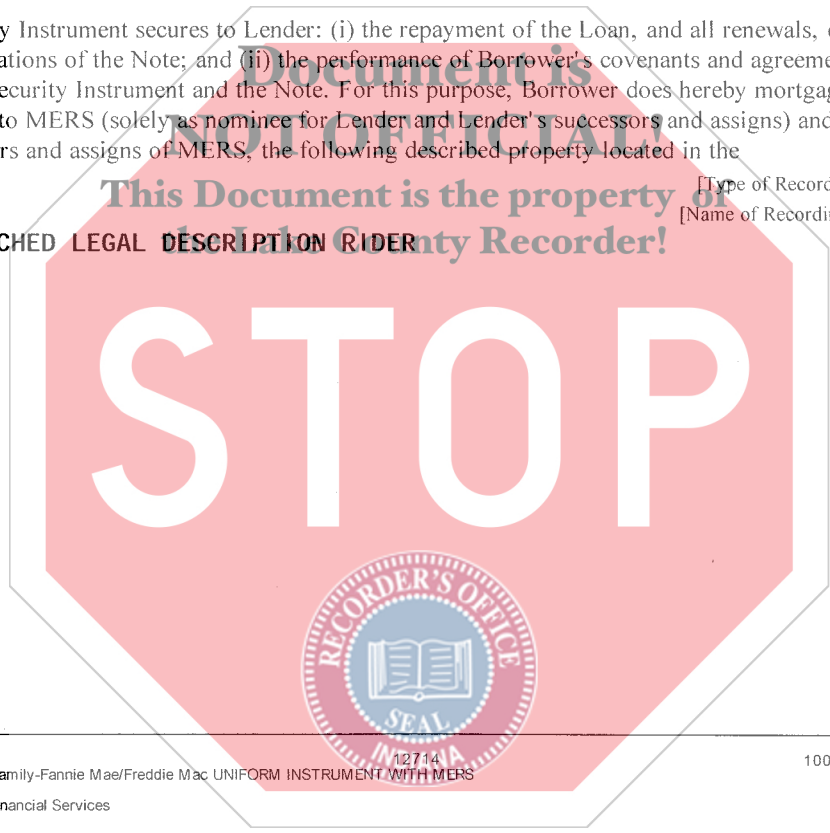 y Instrument secures to Lender: (i) the repayment of the Loan, and all renewals,
ations of the Note; and (ii) the performance of Borrower's covenants and agreeme
ecurity Instrument and the Note. For this purpose, Borrower does hereby mortgag
to MERS (solely as nominee for Lender and Lender's successors and assigns) and
rs and assigns of MERS, the following described property located in the
Document is
NOT OFFICIAL!
This Document is the property of
the Lake County Recorder!
[Type of Record
[Name of Recordi
CHED LEGAL DESCRIPTION RIDER
STOP
RECORDER'S OFFICE
SEAL
INDIANA
12714
100
amily-Fannie Mae/Freddie Mac UNIFORM INSTRUMENT WITH MERS
nancial Services